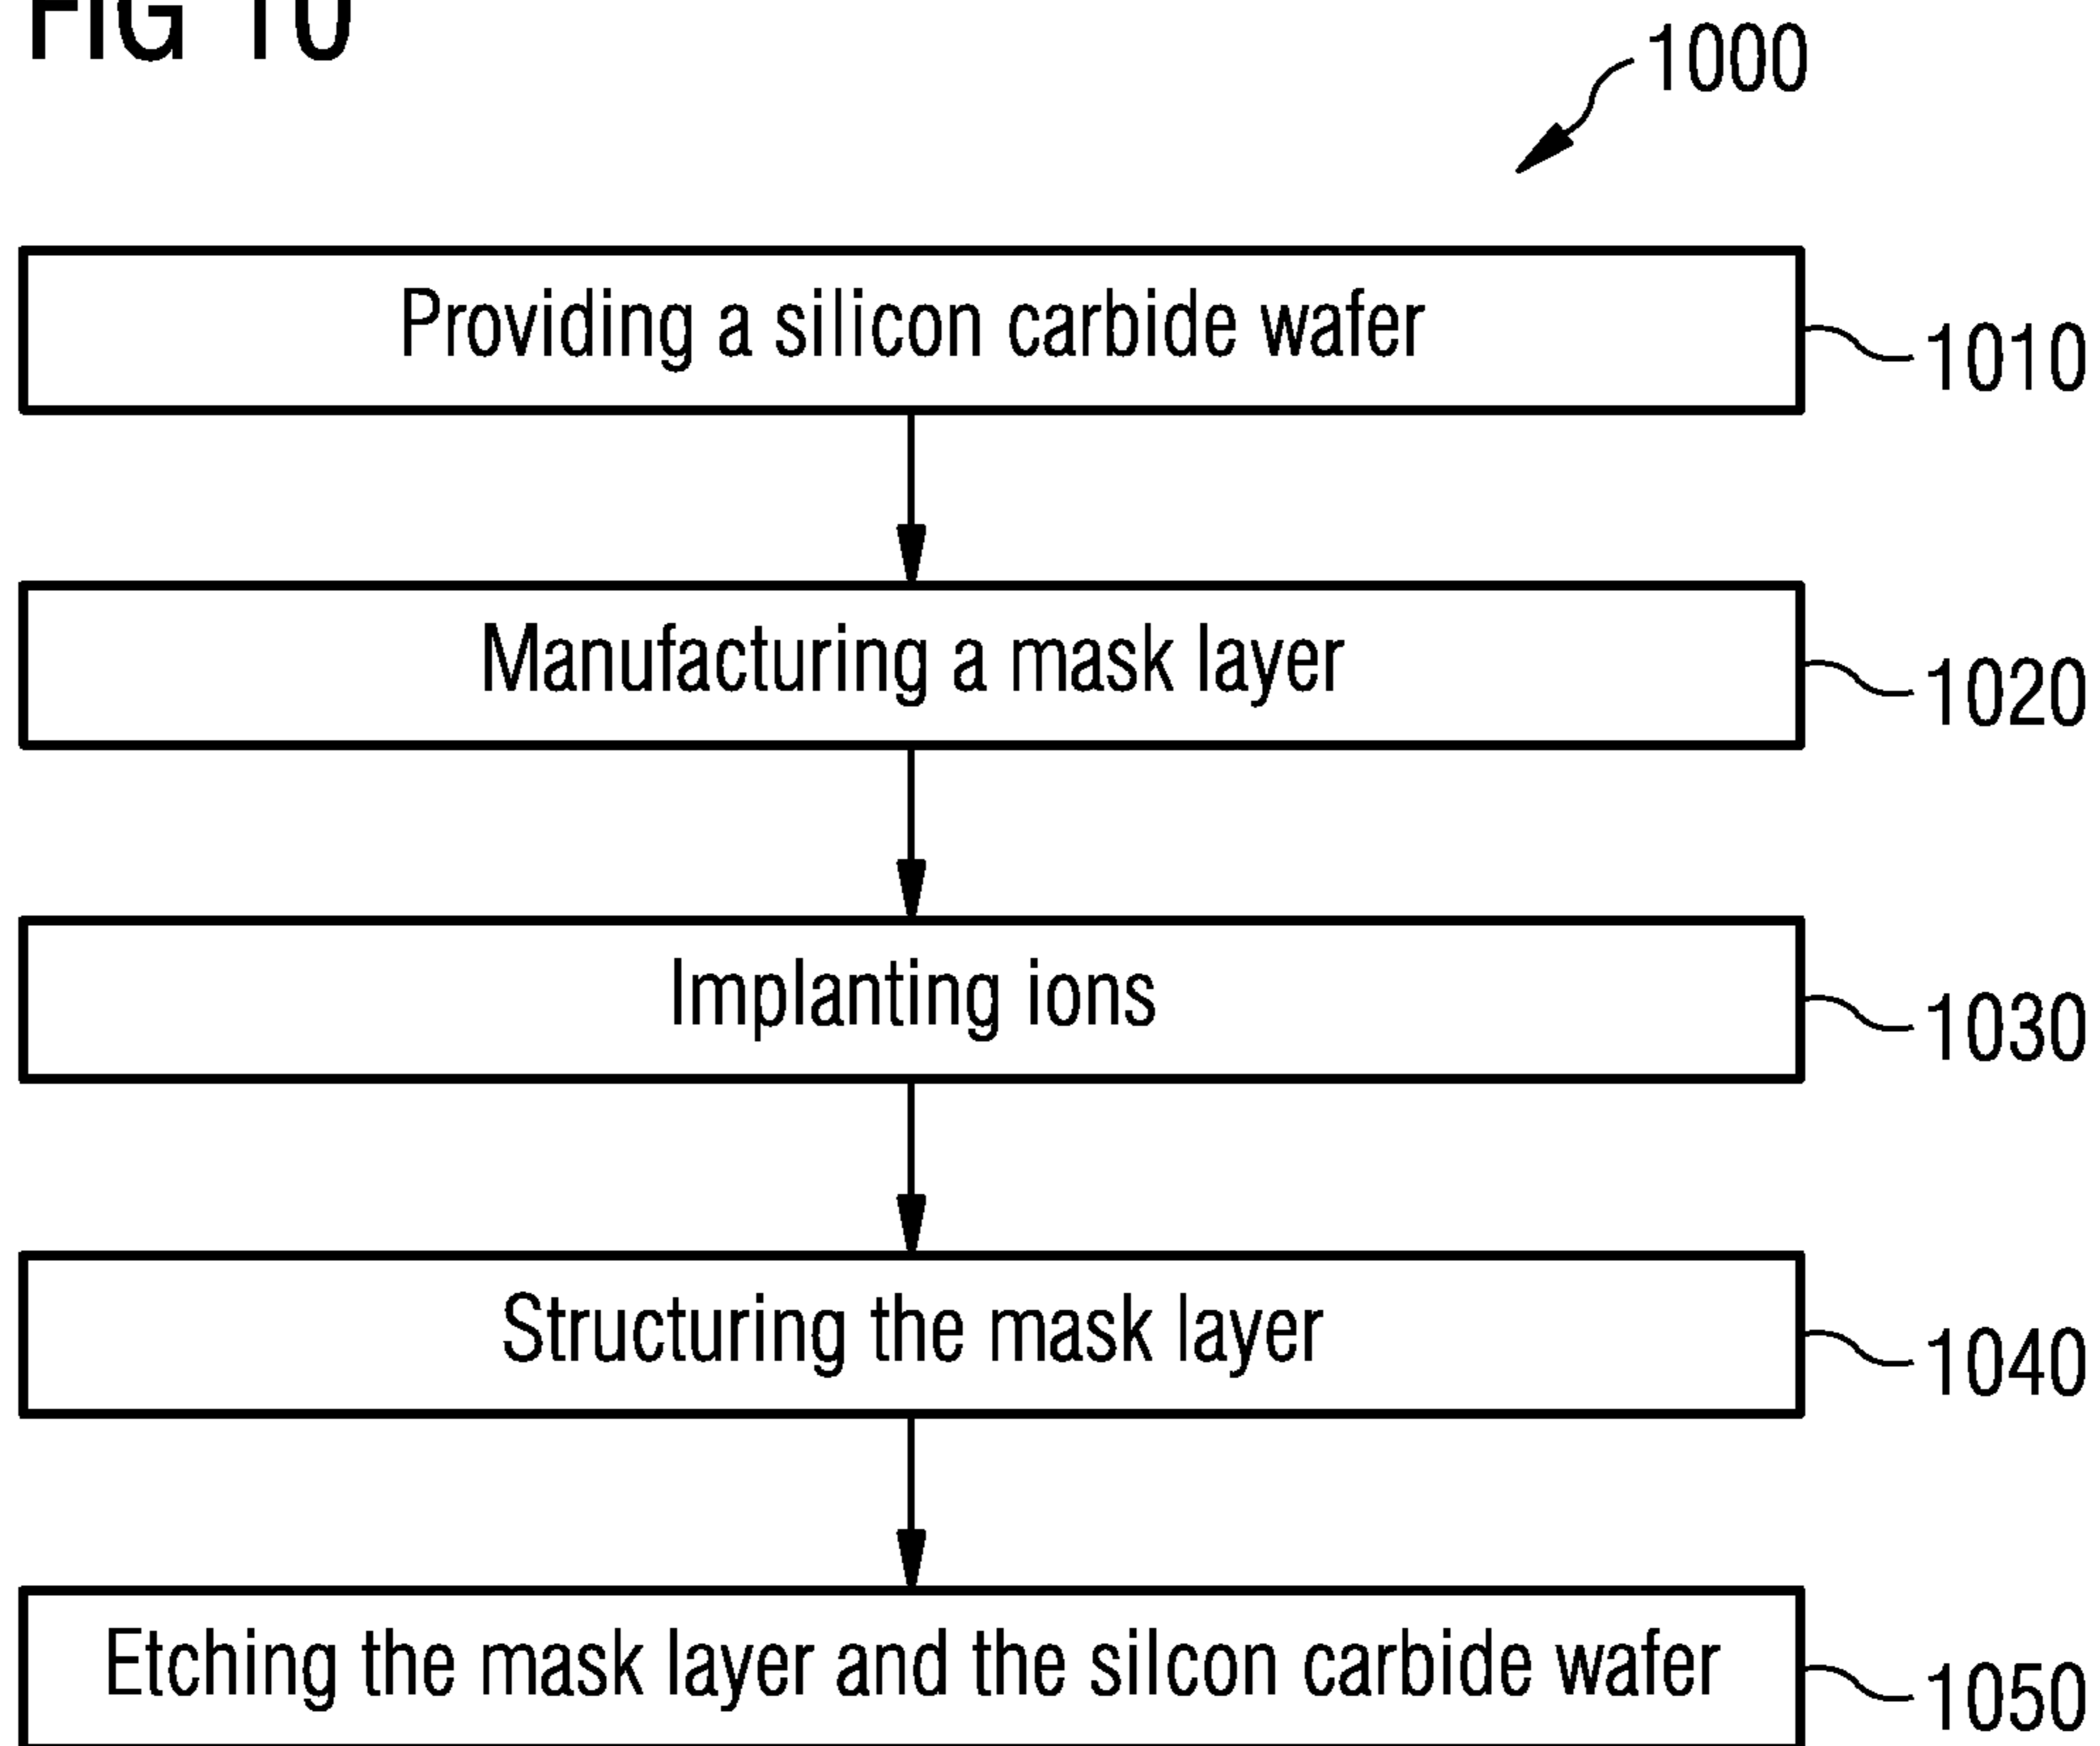 FIG 10
1000
Providing a silicon carbide wafer
1010
Manufacturing a mask layer
1020
Implanting ions
1030
Structuring the mask layer
1040
Etching the mask layer and the silcon carbide wafer
1050